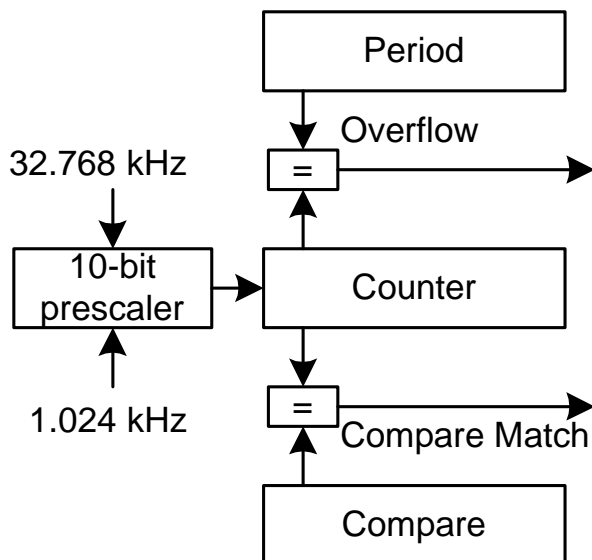 Period
Overflow
=
32.768 kHz
10-bit
prescaler
Counter
1.024 kHz
=
Compare Match
Compare